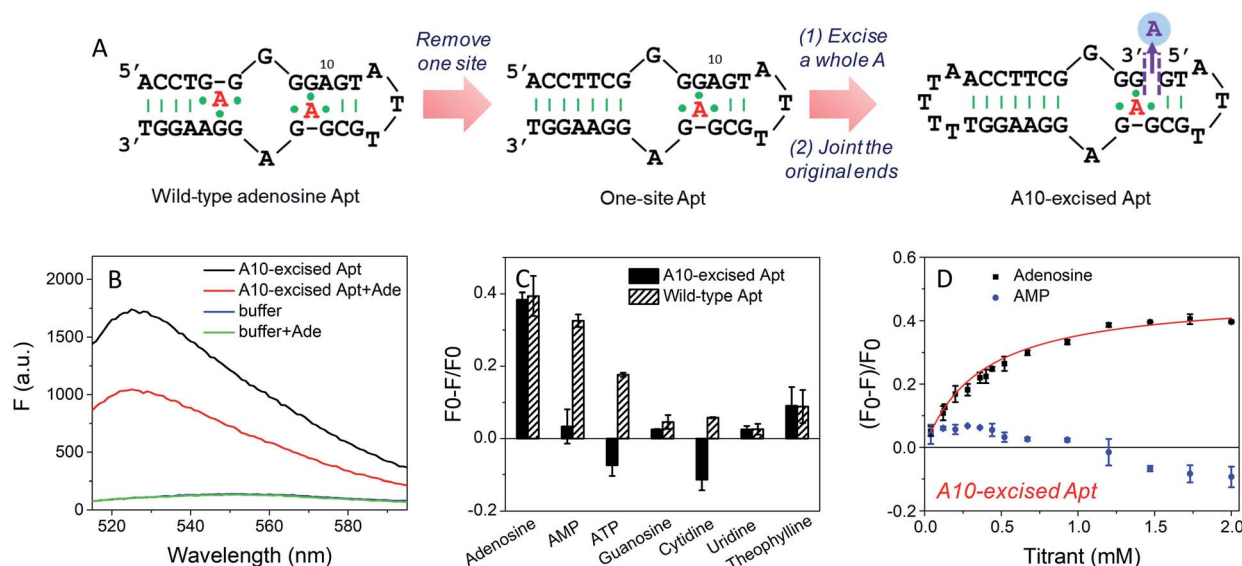 A
Remove
one site
(1) Excise
a whole A
(2) Joint the
original ends
5' ACCTG-G G GGAGT A T T
10
A A
3' TGGAAGG A G-GCG T
Wild-type adenosine Apt
5' ACCTTCG G GGAGT A T T
10
A
3' TGGAAGG A G-GCG T
One-site Apt
A
3' 5'
T A ACCTTCG G GG GT A T T
A
T T T TGGAAGG A G-GCG T
A10-excised Apt
B
A10-excised Apt
A10-excised Apt+Ade
buffer
buffer+Ade
F (a.u.)
2000
1500
1000
500
0
520 540 560 580
Wavelength (nm)
C
A10-excised Apt
Wild-type Apt
F0-F/F0
0.4
0.2
0.0
Adenosine
AMP
ATP
Guanosine
Cytidine
Uridine
Theophylline
D
Adenosine
AMP
(F0-F)/F0
0.6
0.4
0.2
0.0
-0.2
A10-excised Apt
0.0 0.5 1.0 1.5 2.0
Titrant (mM)